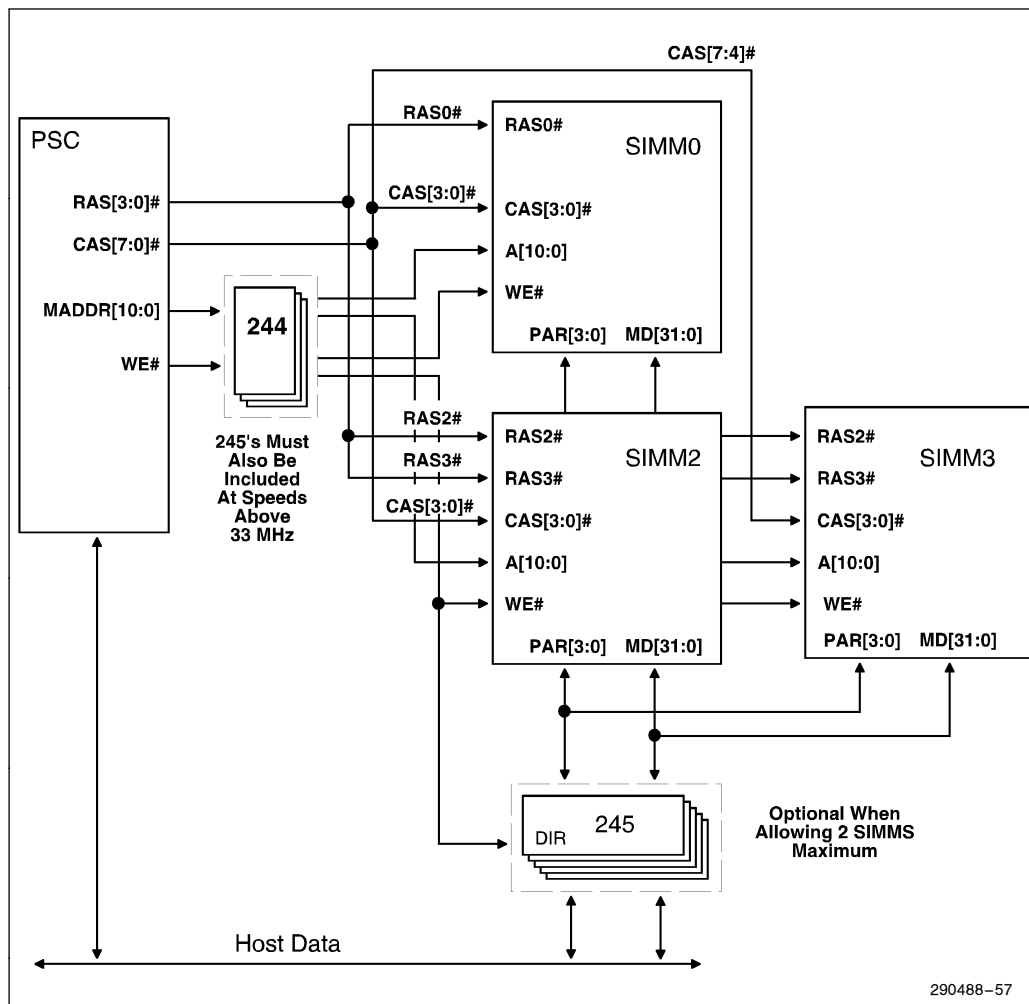 CAS[7:4]#
PSC
RAS[3:0]#
CAS[7:0]#
MADDR[10:0]
WE#
244
245's Must
Also Be
Included
At Speeds
Above
33 MHz
RAS0#
CAS[3:0]#
RAS0#
SIMM0
CAS[3:0]#
A[10:0]
WE#
PAR[3:0] MD[31:0]
RAS2#
RAS3#
CAS[3:0]#
RAS2#
SIMM2
RAS3#
CAS[3:0]#
A[10:0]
WE#
PAR[3:0] MD[31:0]
RAS2#
SIMM3
RAS3#
CAS[3:0]#
A[10:0]
WE#
PAR[3:0] MD[31:0]
245
DIR
Optional When
Allowing 2 SIMMS
Maximum
Host Data
290488–57